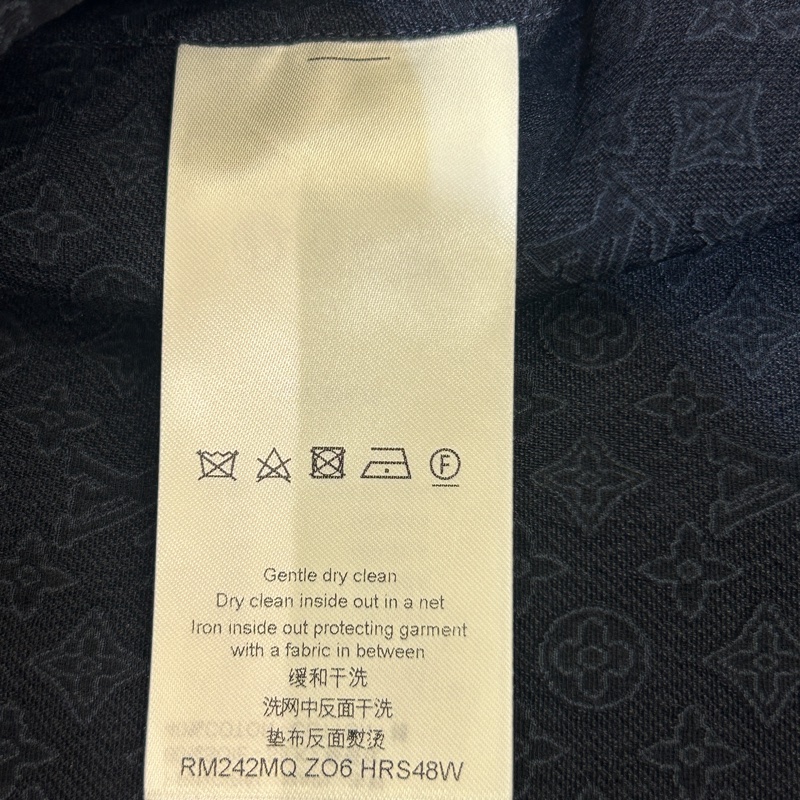 F
Gentle dry clean
Dry clean inside out in a net
Iron inside out protecting garment
with a fabric in between
缓和干洗
洗网中反面干洗
垫布反面熨烫
RM242MQ ZO6 HRS48W